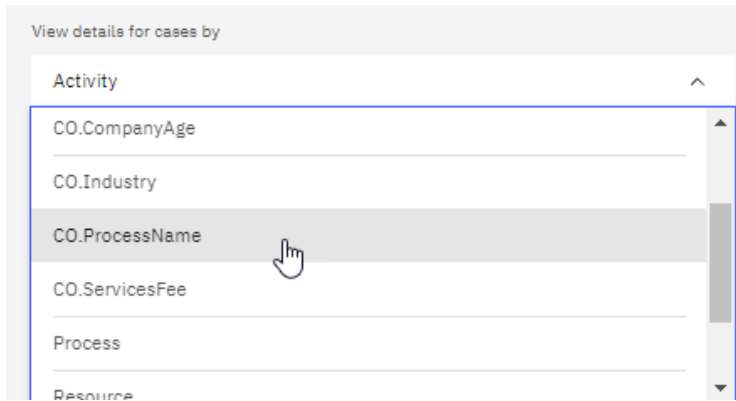 View details for cases by
Activity
CO.CompanyAge
CO.Industry
CO.ProcessName
CO.ServicesFee
Process
Resource